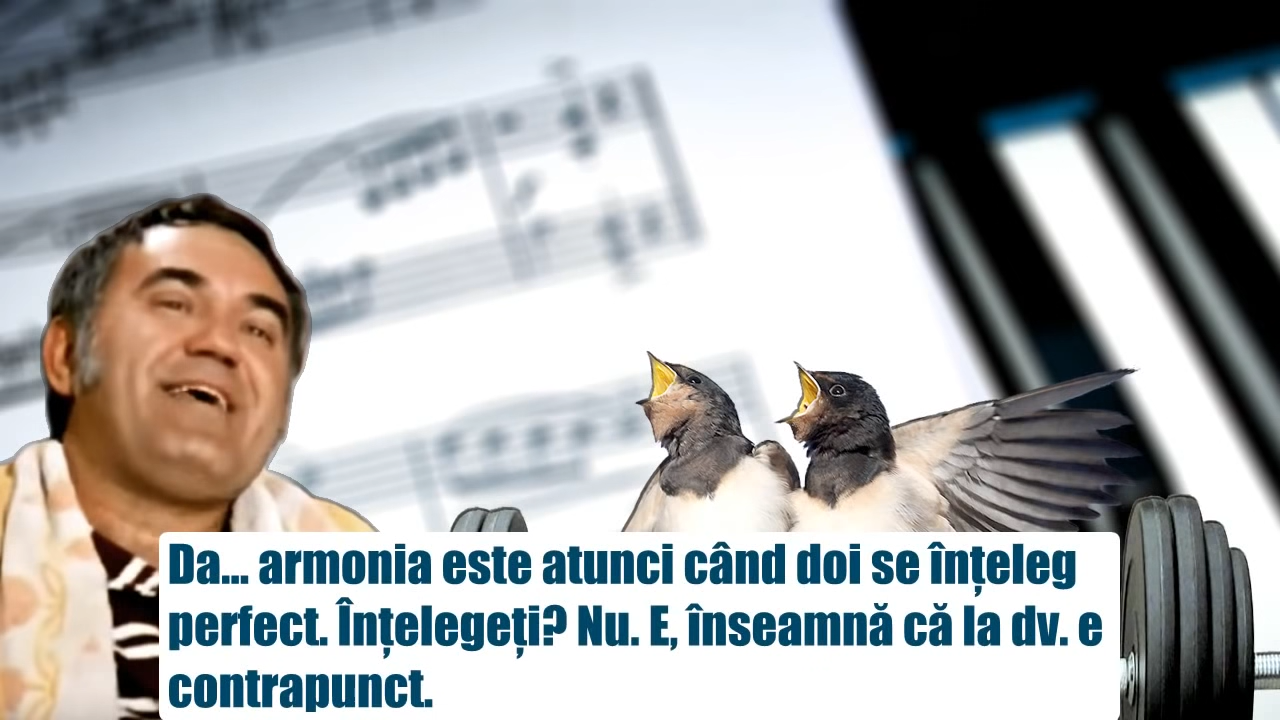 Da... armonia este atunci când doi se înțeleg
perfect. Înțelegeți? Nu. E, înseamnă că la dv. e
contrapunct.